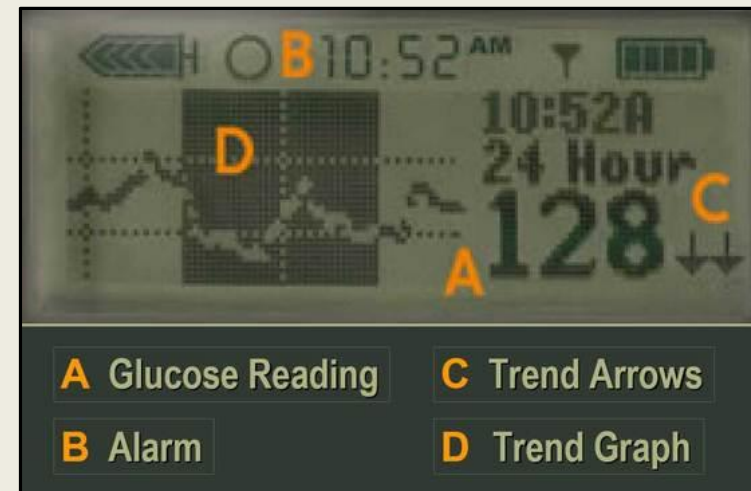 B 10:52 AM
10:52A
D 24 Hour
C
A 128
A Glucose Reading
C Trend Arrows
B Alarm
D Trend Graph